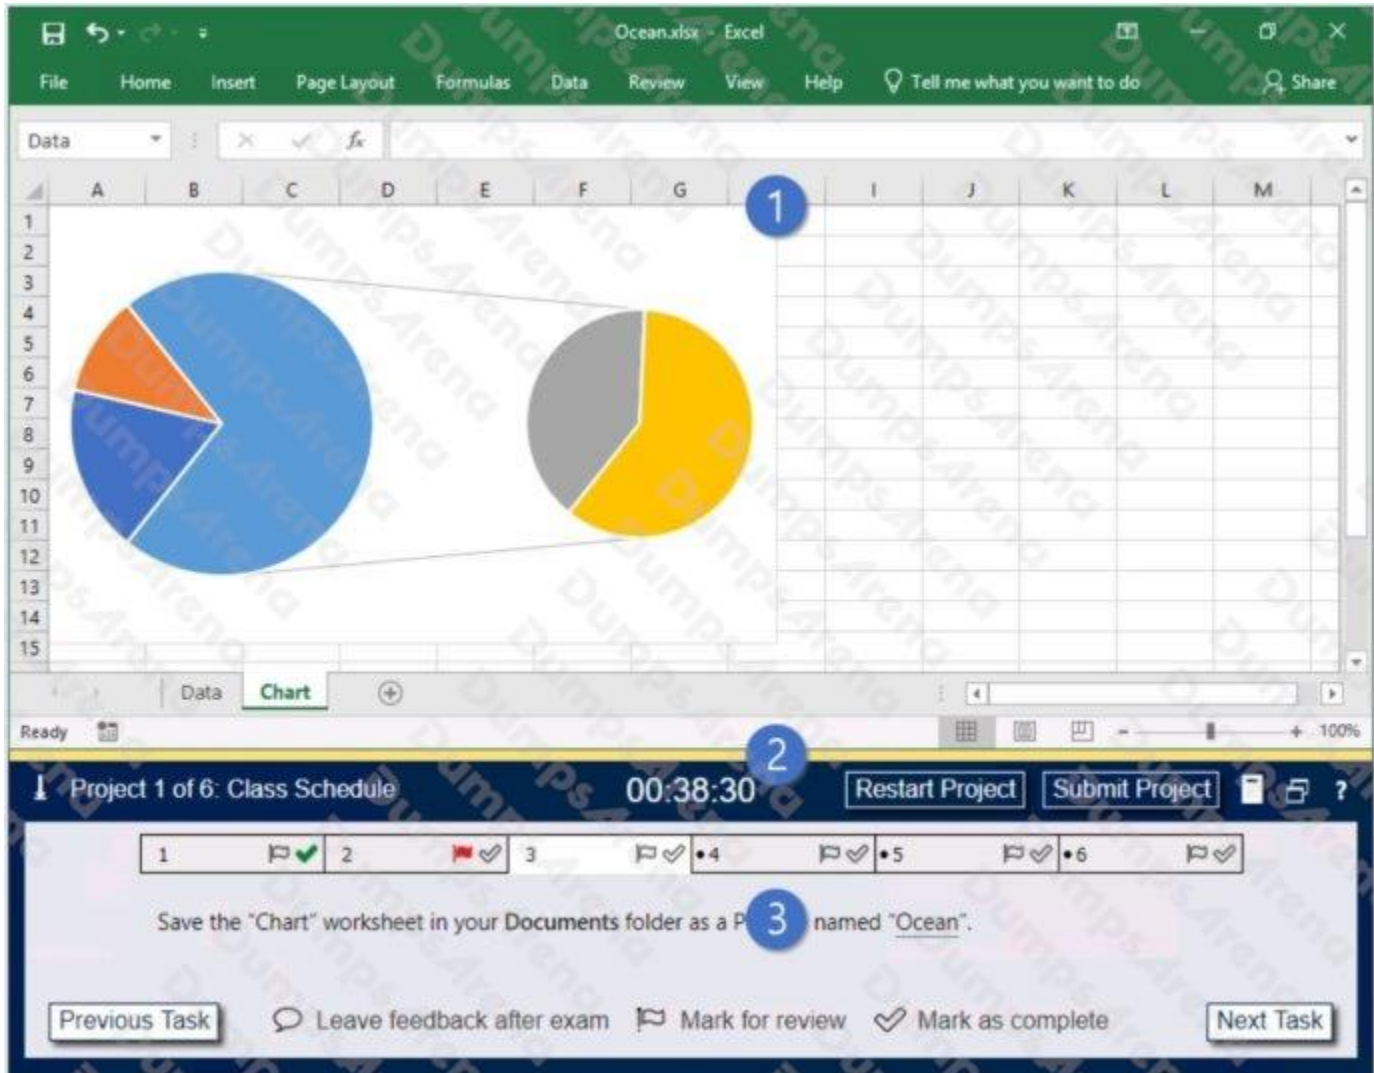 Ocean.xlsx - Excel
File Home Insert Page Layout Formulas Data Review View Help Tell me what you want to do Share
Data fx
A B C D E F G I J K L M
1
1
2
3
4
5
6
7
8
9
10
11
12
13
14
15
Data Chart
Ready 100%
2
Project 1 of 6: Class Schedule 00:38:30 Restart Project Submit Project ?
1 2 3 •4 •5 •6
Save the "Chart" worksheet in your Documents folder as a P 3 named "Ocean".
Previous Task Leave feedback after exam Mark for review Mark as complete Next Task
DumpsArena